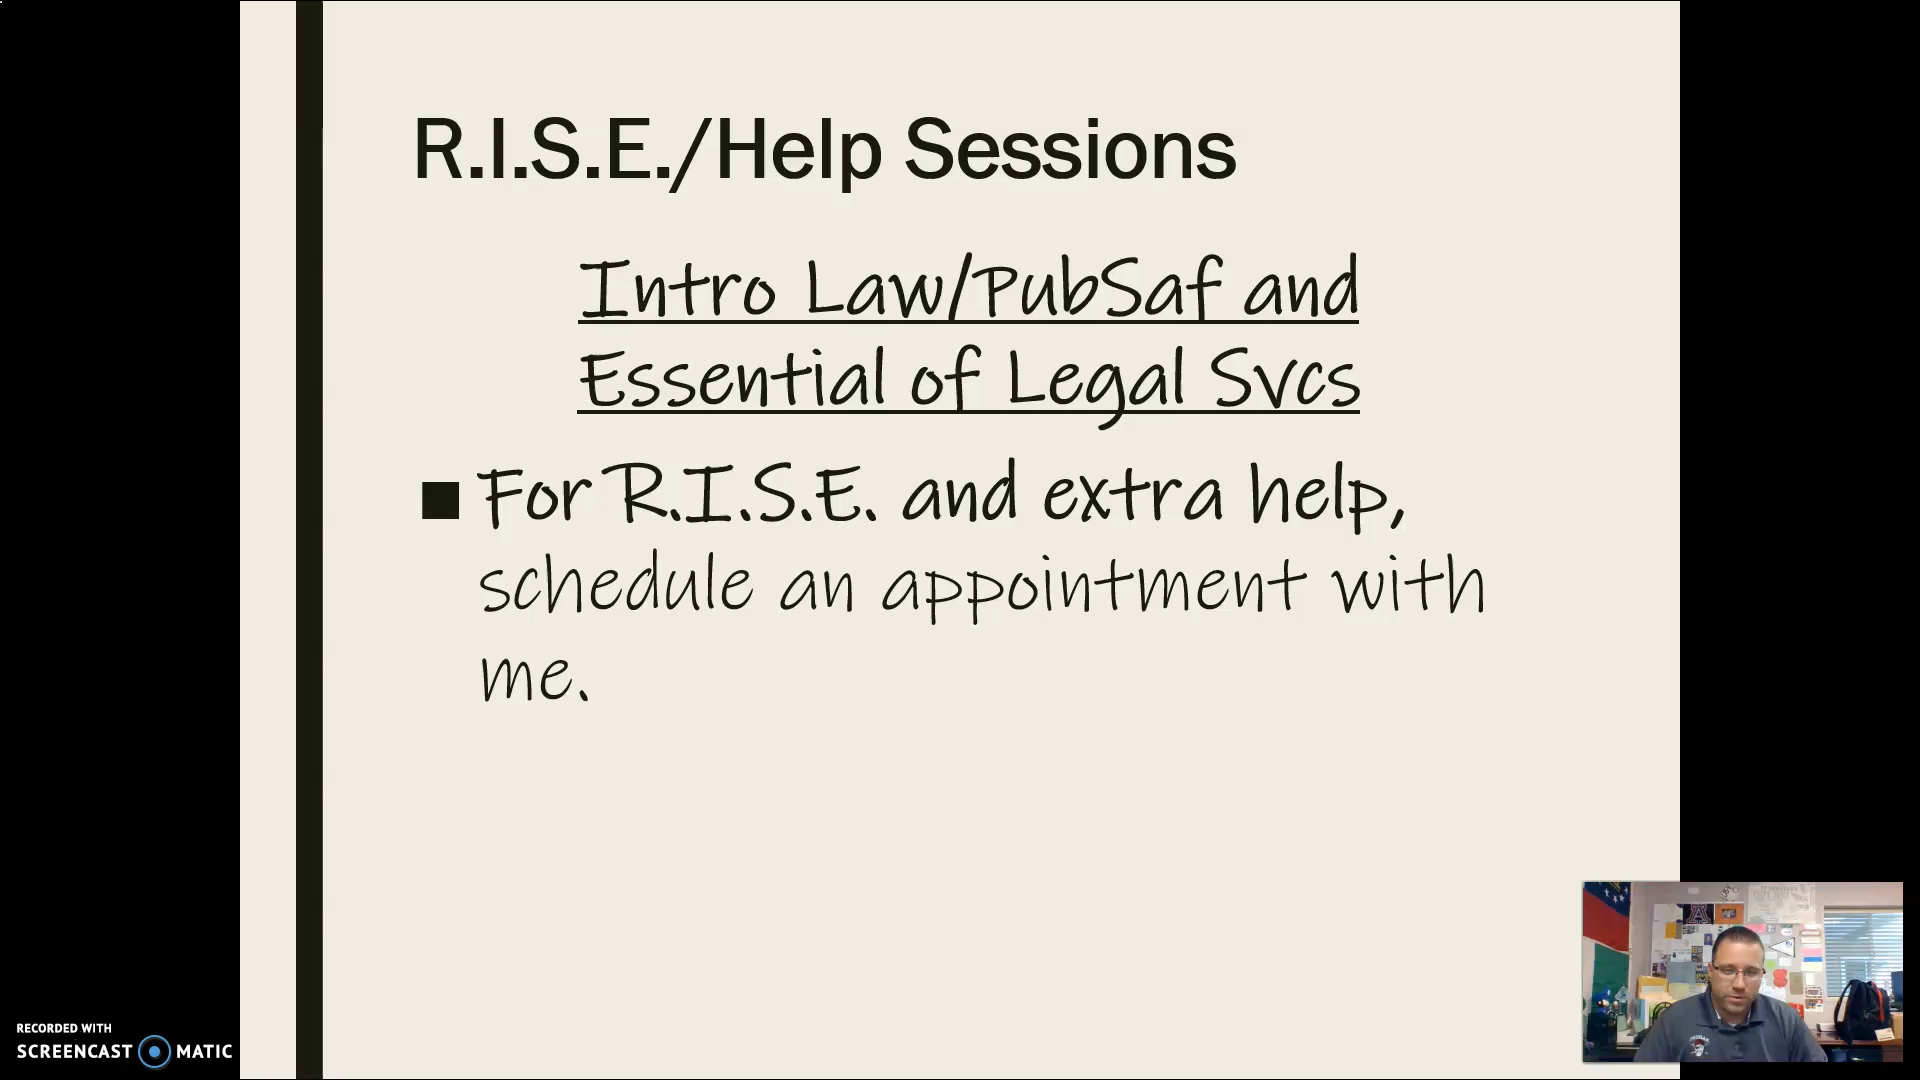 R.I.S.E./Help Sessions
Intro Law/PubSaf and
Essential of Legal Svcs
■ For R.I.S.E. and extra help,
schedule an appointment with
me.
RECORDED WITH
SCREENCAST MATIC